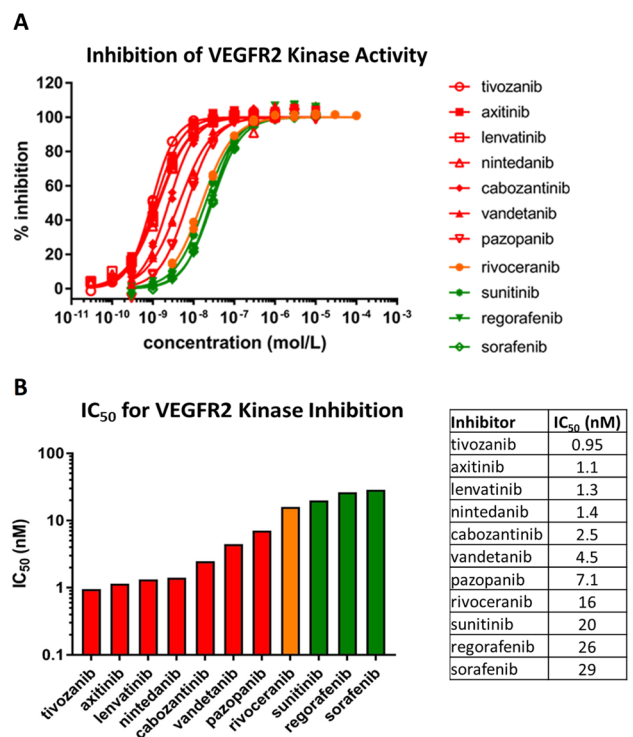 A
Inhibition of VEGFR2 Kinase Activity
% inhibition
120
100
80
60
40
20
0
10⁻¹¹ 10⁻¹⁰ 10⁻⁹ 10⁻⁸ 10⁻⁷ 10⁻⁶ 10⁻⁵ 10⁻⁴ 10⁻³
concentration (mol/L)
tivozanib
axitinib
lenvatinib
nintedanib
cabozantinib
vandetanib
pazopanib
rivoceranib
sunitinib
regorafenib
sorafenib
B
IC₅₀ for VEGFR2 Kinase Inhibition
IC₅₀ (nM)
100
10
1
0.1
tivozanib
axitinib
lenvatinib
nintedanib
cabozantinib
vandetanib
pazopanib
rivoceranib
sunitinib
regorafenib
sorafenib
Inhibitor IC₅₀ (nM)
tivozanib 0.95
axitinib 1.1
lenvatinib 1.3
nintedanib 1.4
cabozantinib 2.5
vandetanib 4.5
pazopanib 7.1
rivoceranib 16
sunitinib 20
regorafenib 26
sorafenib 29